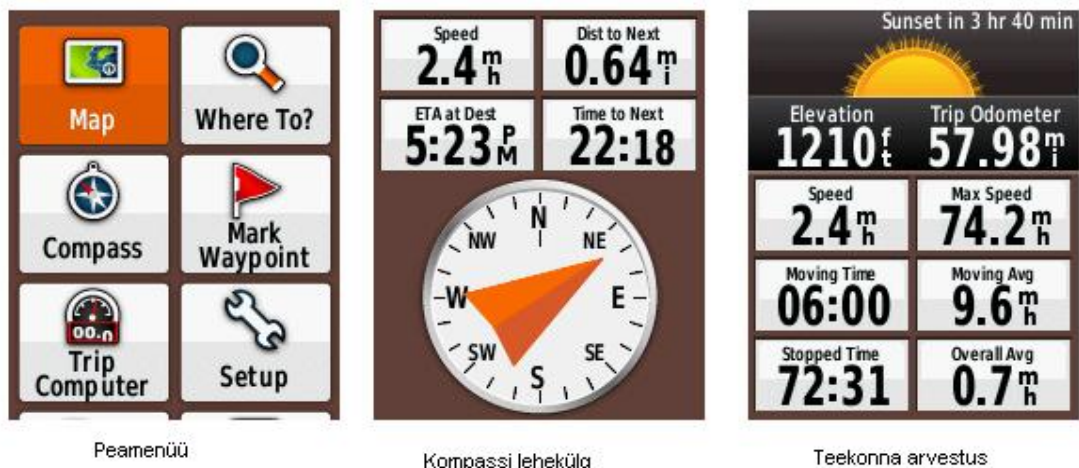 Map
Where To?
Compass
Mark
Waypoint
00.0
Trip
Computer
Setup
Peamenüü
Speed
2.4 mh
Dist to Next
0.64 mi
ETA at Dest
5:23 PM
Time to Next
22:18
N
NW
NE
W
E
SW
SE
S
Kompassi lehekülg
Sunset in 3 hr 40 min
Elevation
1210 ft
Trip Odometer
57.98 mi
Speed
2.4 mh
Max Speed
74.2 mh
Moving Time
06:00
Moving Avg
9.6 mh
Stopped Time
72:31
Overall Avg
0.7 mh
Teekonna arvestus